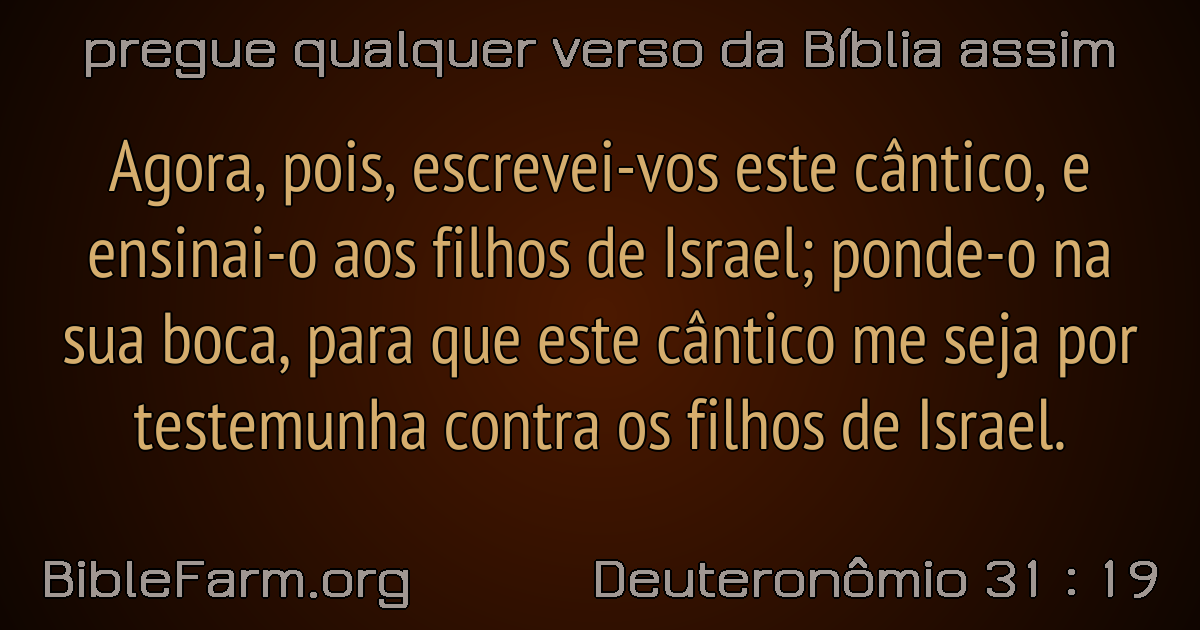 pregue qualquer verso da Bíblia assim
Agora, pois, escrevei-vos este cântico, e
ensinai-o aos filhos de Israel; ponde-o na
sua boca, para que este cântico me seja por
testemunha contra os filhos de Israel.
BibleFarm.org
Deuteronômio 31 : 19